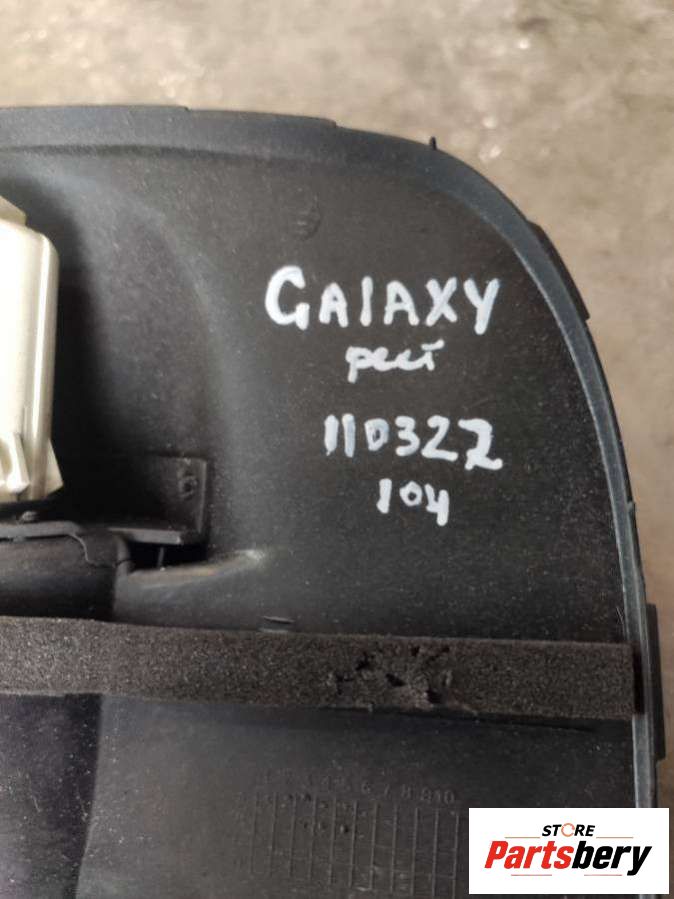 GALAXY
рест
110322
104
STORE
Partsbery